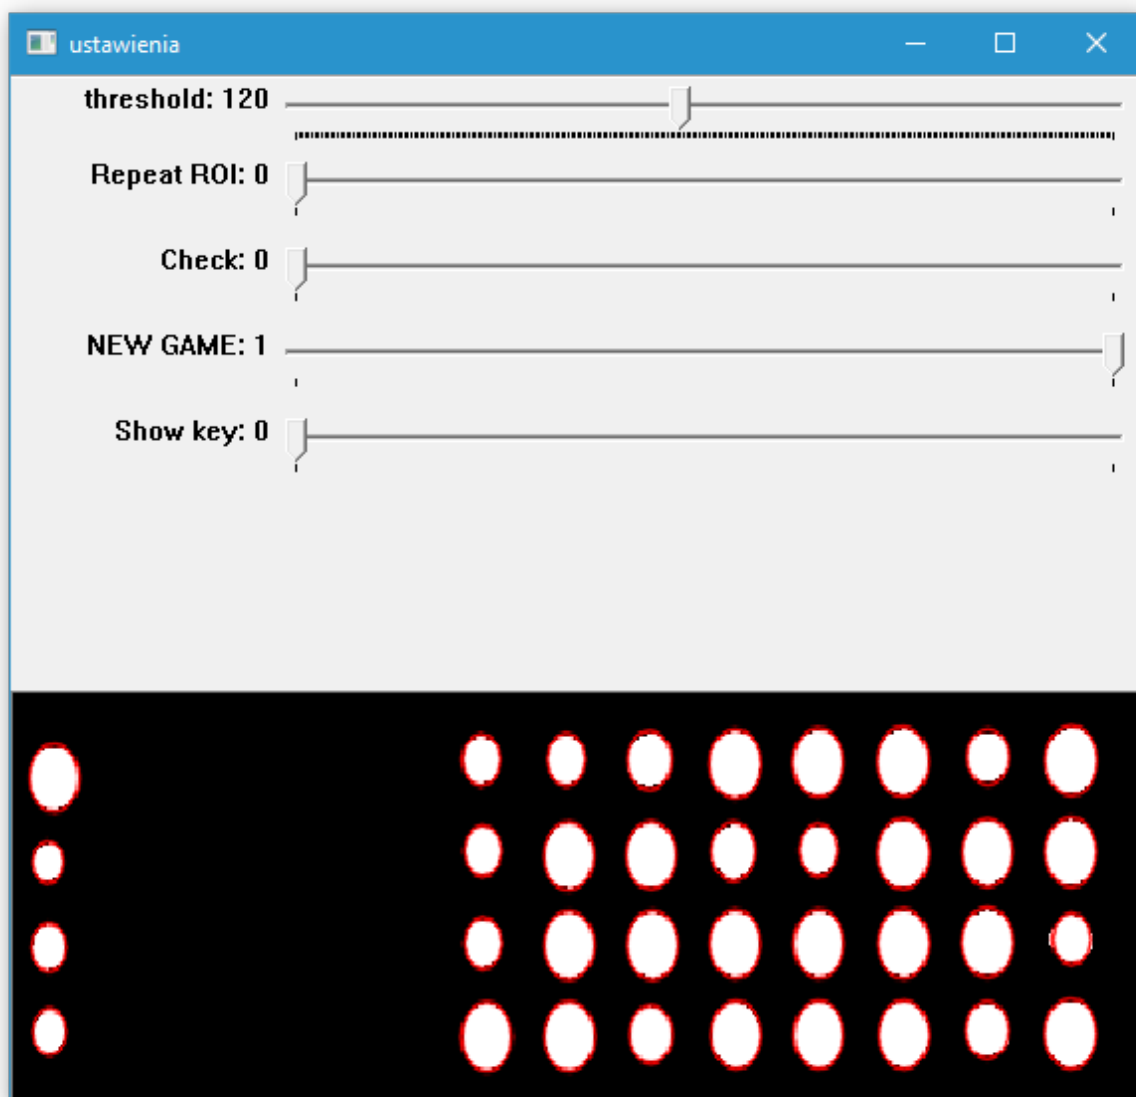 ustawienia
threshold: 120
Repeat ROI: 0
Check: 0
NEW GAME: 1
Show key: 0